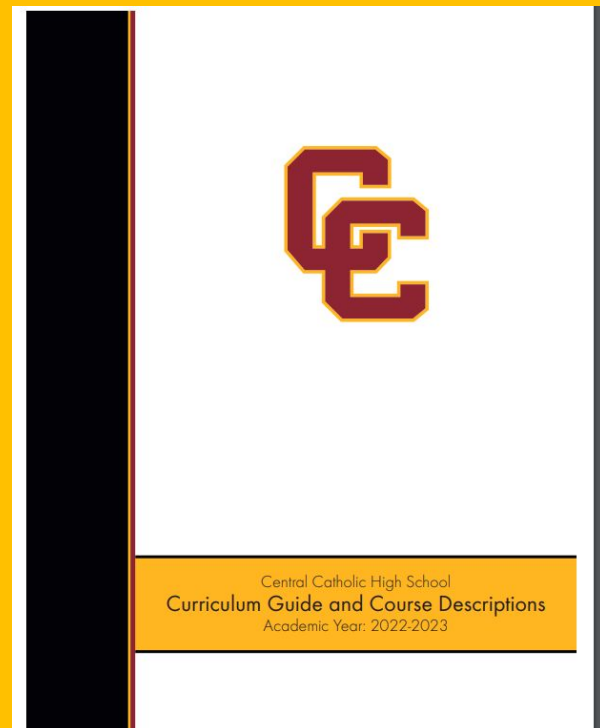 CC
Central Catholic High School
Curriculum Guide and Course Descriptions
Academic Year: 2022-2023